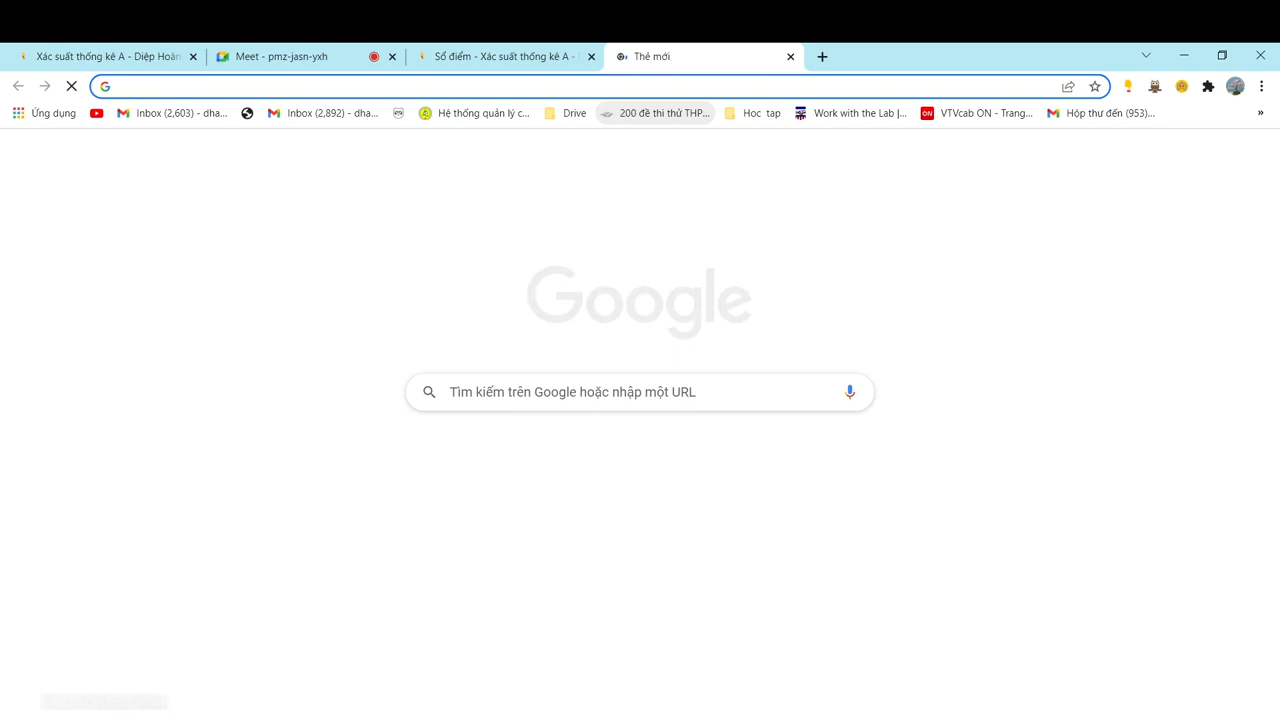 Xác suất thống kê A - Diệp Hoàn
Meet - pmz-jasn-yxh
Sổ điểm - Xác suất thống kê A -
Thẻ mới
Ứng dụng
Inbox (2,603) - dha...
Inbox (2,892) - dha...
Hệ thống quản lý c...
Drive
200 đề thi thử THP...
Hoc tap
Work with the Lab |...
ON
VTVcab ON - Trang...
Hộp thư đến (953)...
»
Google
Tìm kiếm trên Google hoặc nhập một URL